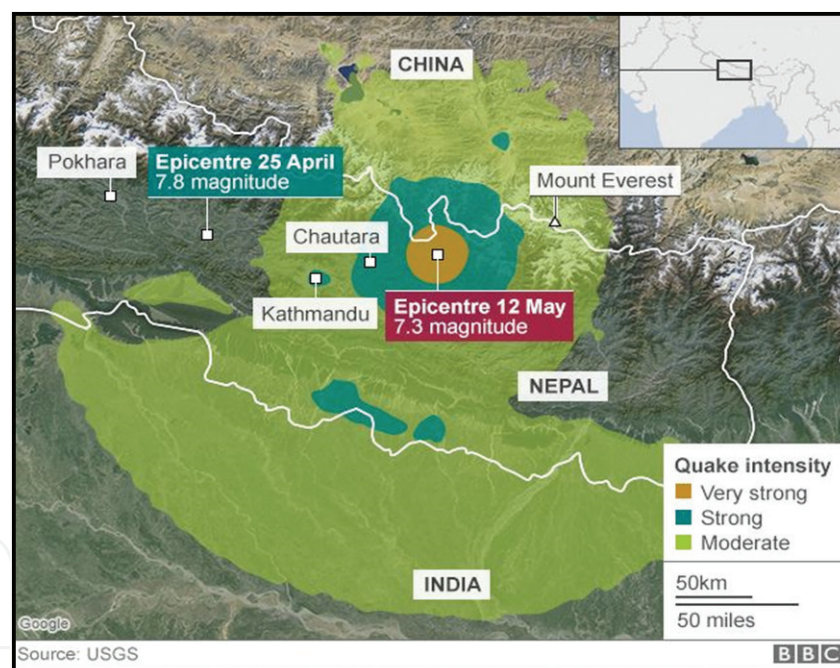 CHINA
Pokhara
Epicentre 25 April
7.8 magnitude
Mount Everest
Chautara
Kathmandu
Epicentre 12 May
7.3 magnitude
NEPAL
Quake intensity
Very strong
Strong
Moderate
INDIA
50km
50 miles
Google
Source: USGS
BBC